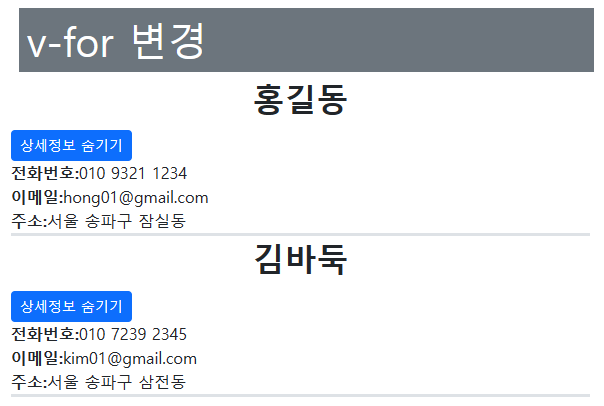 v-for 변경
홍길동
상세정보 숨기기
전화번호:010 9321 1234
이메일:hong01@gmail.com
주소:서울 송파구 잠실동
김바둑
상세정보 숨기기
전화번호:010 7239 2345
이메일:kim01@gmail.com
주소:서울 송파구 삼전동